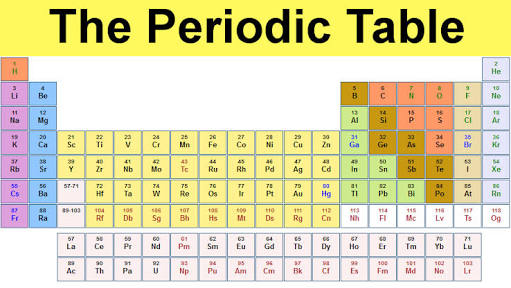 The Periodic Table
1 2
H He
3 4 5 6 7 8 9 10
Li Be B C N O F Ne
11 12 13 14 15 16 17 18
Na Mg Al Si P S Cl Ar
19 20 21 22 23 24 25 26 27 28 29 30 31 32 33 34 35 36
K Ca Sc Ti V Cr Mn Fe Co Ni Cu Zn Ga Ge As Se Br Kr
37 38 39 40 41 42 43 44 45 46 47 48 49 50 51 52 53 54
Rb Sr Y Zr Nb Mo Tc Ru Rh Pd Ag Cd In Sn Sb Te I Xe
55 56 57-71 72 73 74 75 76 77 78 79 80 81 82 83 84 85 86
Cs Ba Hf Ta W Re Os Ir Pt Au Hg Tl Pb Bi Po At Rn
87 88 89-103 104 105 106 107 108 109 110 111 112 113 114 115 116 117 118
Fr Ra Rf Db Sg Bh Hs Mt Ds Rg Cn Nh Fl Mc Lv Ts Og
57 58 59 60 61 62 63 64 65 66 67 68 69 70 71
La Ce Pr Nd Pm Sm Eu Gd Tb Dy Ho Er Tm Yb Lu
89 90 91 92 93 94 95 96 97 98 99 100 101 102 103
Ac Th Pa U Np Pu Am Cm Bk Cf Es Fm Md No Lr